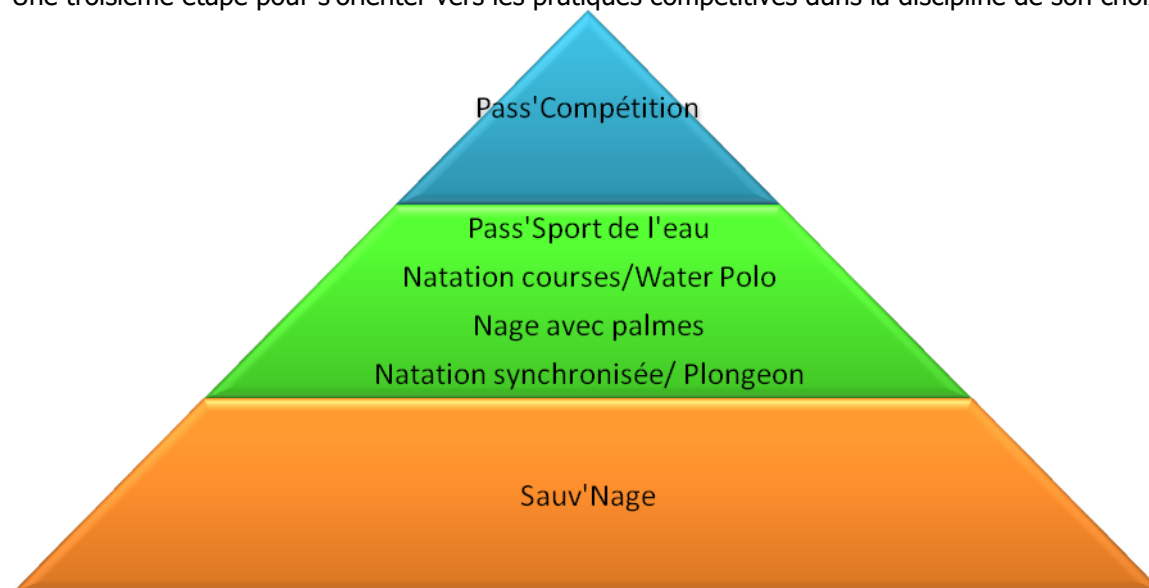 Une troisième étape pour s'orienter vers les pratiques compétitives dans la discipline de son choix
Pass'Compétition
Pass'Sport de l'eau
Natation courses/Water Polo
Nage avec palmes
Natation synchronisée/ Plongeon
Sauv'Nage